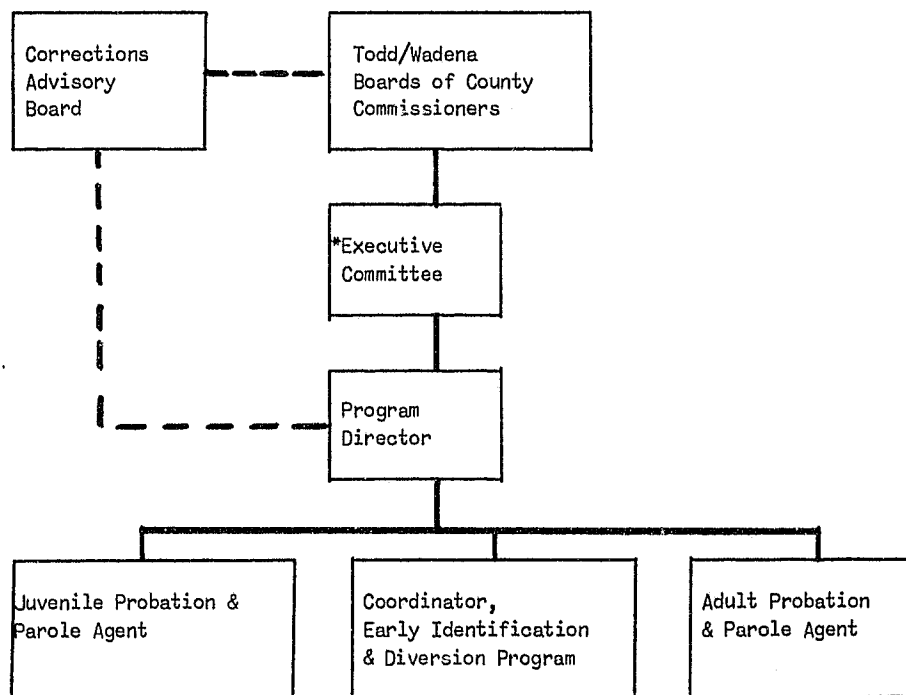 Corrections
Advisory
Board
Todd/Wadena
Boards of County
Commissioners
*Executive
Committee
Program
Director
Juvenile Probation &
Parole Agent
Coordinator,
Early Identification
& Diversion Program
Adult Probation
& Parole Agent